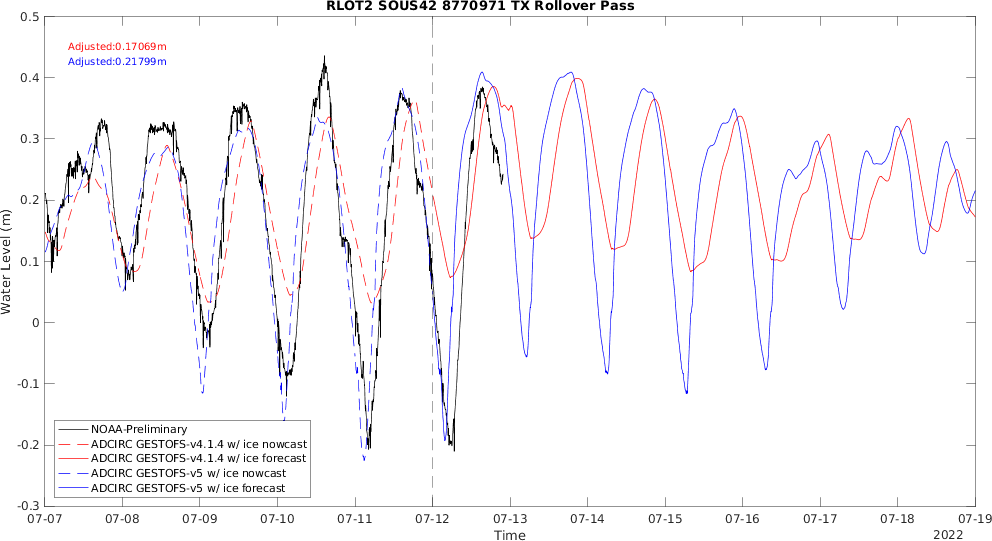 RLOT2 SOUS42 8770971 TX Rollover Pass
Adjusted:0.17069m
Adjusted:0.21799m
Water Level (m)
0.5
0.4
0.3
0.2
0.1
0
-0.1
-0.2
-0.3
NOAA-Preliminary
ADCIRC GESTOFS-v4.1.4 w/ ice nowcast
ADCIRC GESTOFS-v4.1.4 w/ ice forecast
ADCIRC GESTOFS-v5 w/ ice nowcast
ADCIRC GESTOFS-v5 w/ ice forecast
07-07 07-08 07-09 07-10 07-11 07-12 07-13 07-14 07-15 07-16 07-17 07-18 07-19
Time
2022